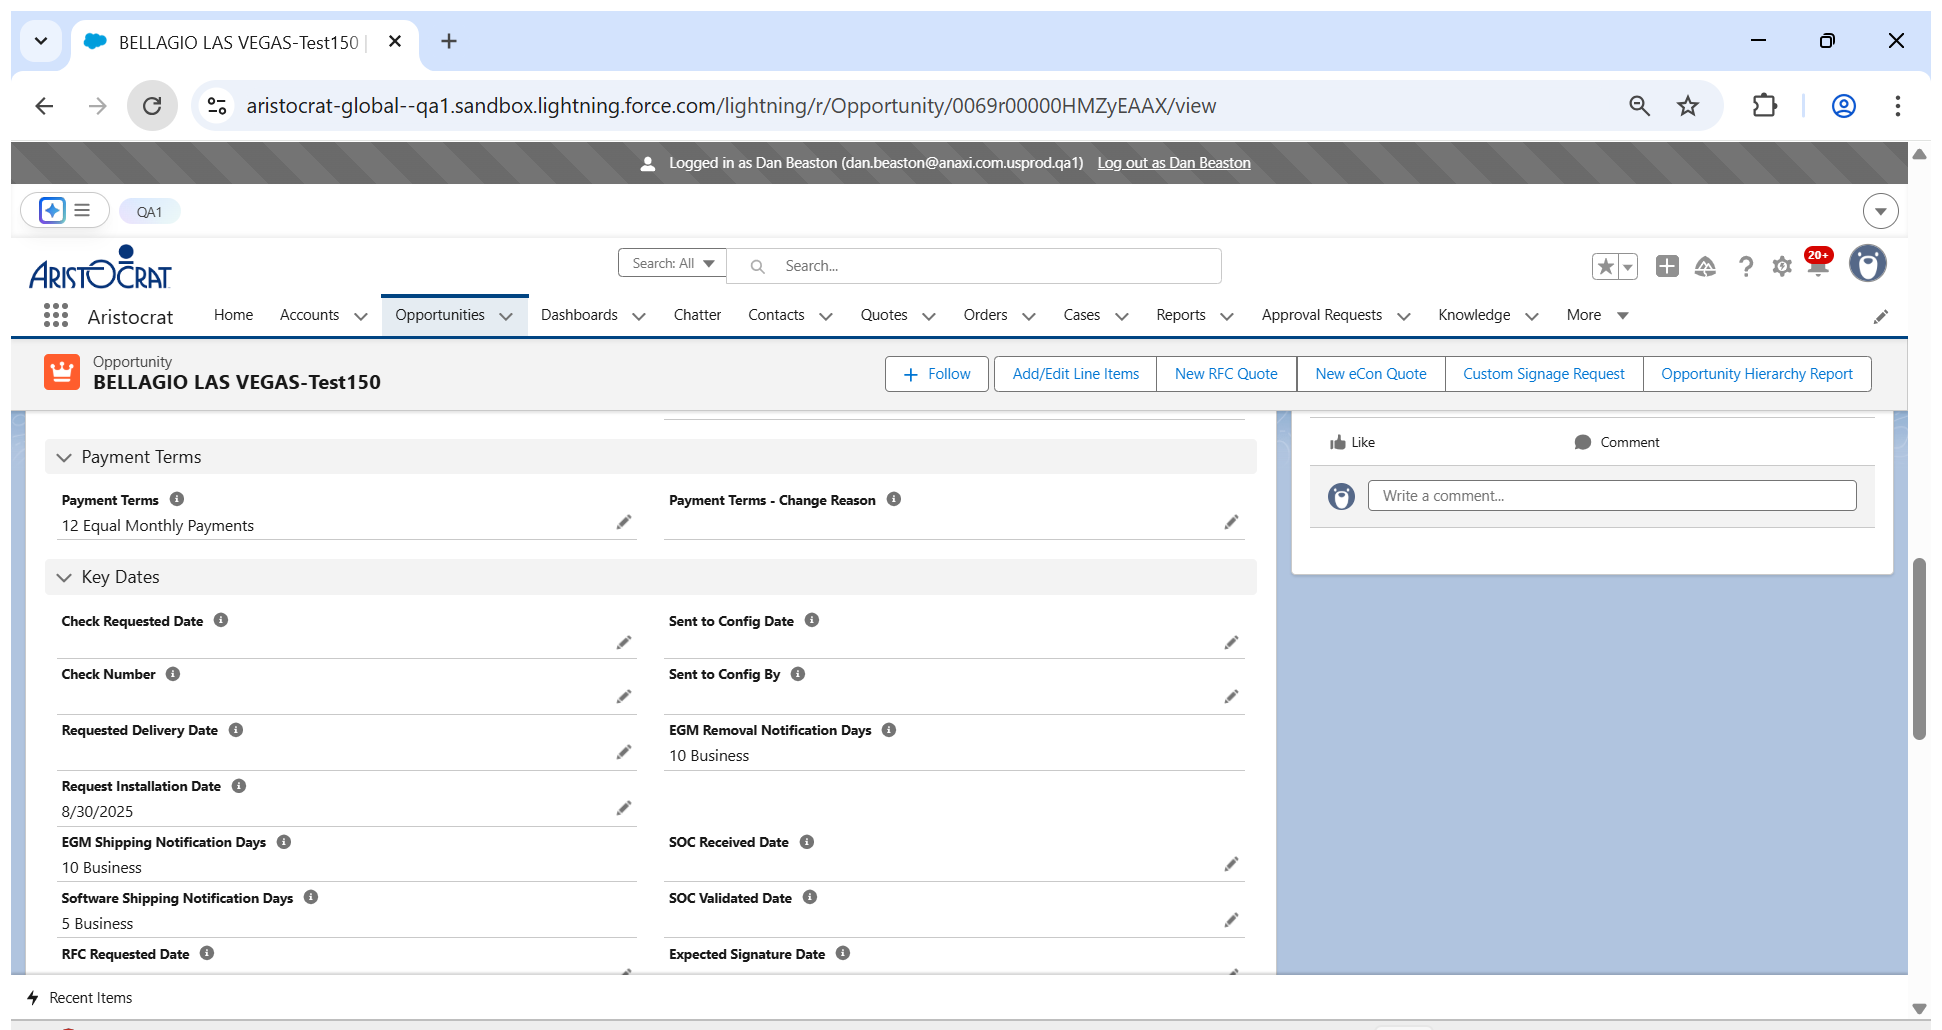 BELLAGIO LAS VEGAS-Test150 |
aristocrat-global--qa1.sandbox.lightning.force.com/lightning/r/Opportunity/0069r00000HMZyEAAX/view
Logged in as Dan Beaston (dan.beaston@anaxi.com.usprod.qa1) Log out as Dan Beaston
QA1
ARISTOCRAT
Search: All
Search...
20+
Aristocrat
Home
Accounts
Opportunities
Dashboards
Chatter
Contacts
Quotes
Orders
Cases
Reports
Approval Requests
Knowledge
More
Opportunity
BELLAGIO LAS VEGAS-Test150
Follow
Add/Edit Line Items
New RFC Quote
New eCon Quote
Custom Signage Request
Opportunity Hierarchy Report
Payment Terms
Payment Terms
12 Equal Monthly Payments
Payment Terms - Change Reason
Key Dates
Check Requested Date
Sent to Config Date
Check Number
Sent to Config By
Requested Delivery Date
EGM Removal Notification Days
10 Business
Request Installation Date
8/30/2025
EGM Shipping Notification Days
10 Business
SOC Received Date
Software Shipping Notification Days
5 Business
SOC Validated Date
RFC Requested Date
Expected Signature Date
Like
Comment
Write a comment...
Recent Items